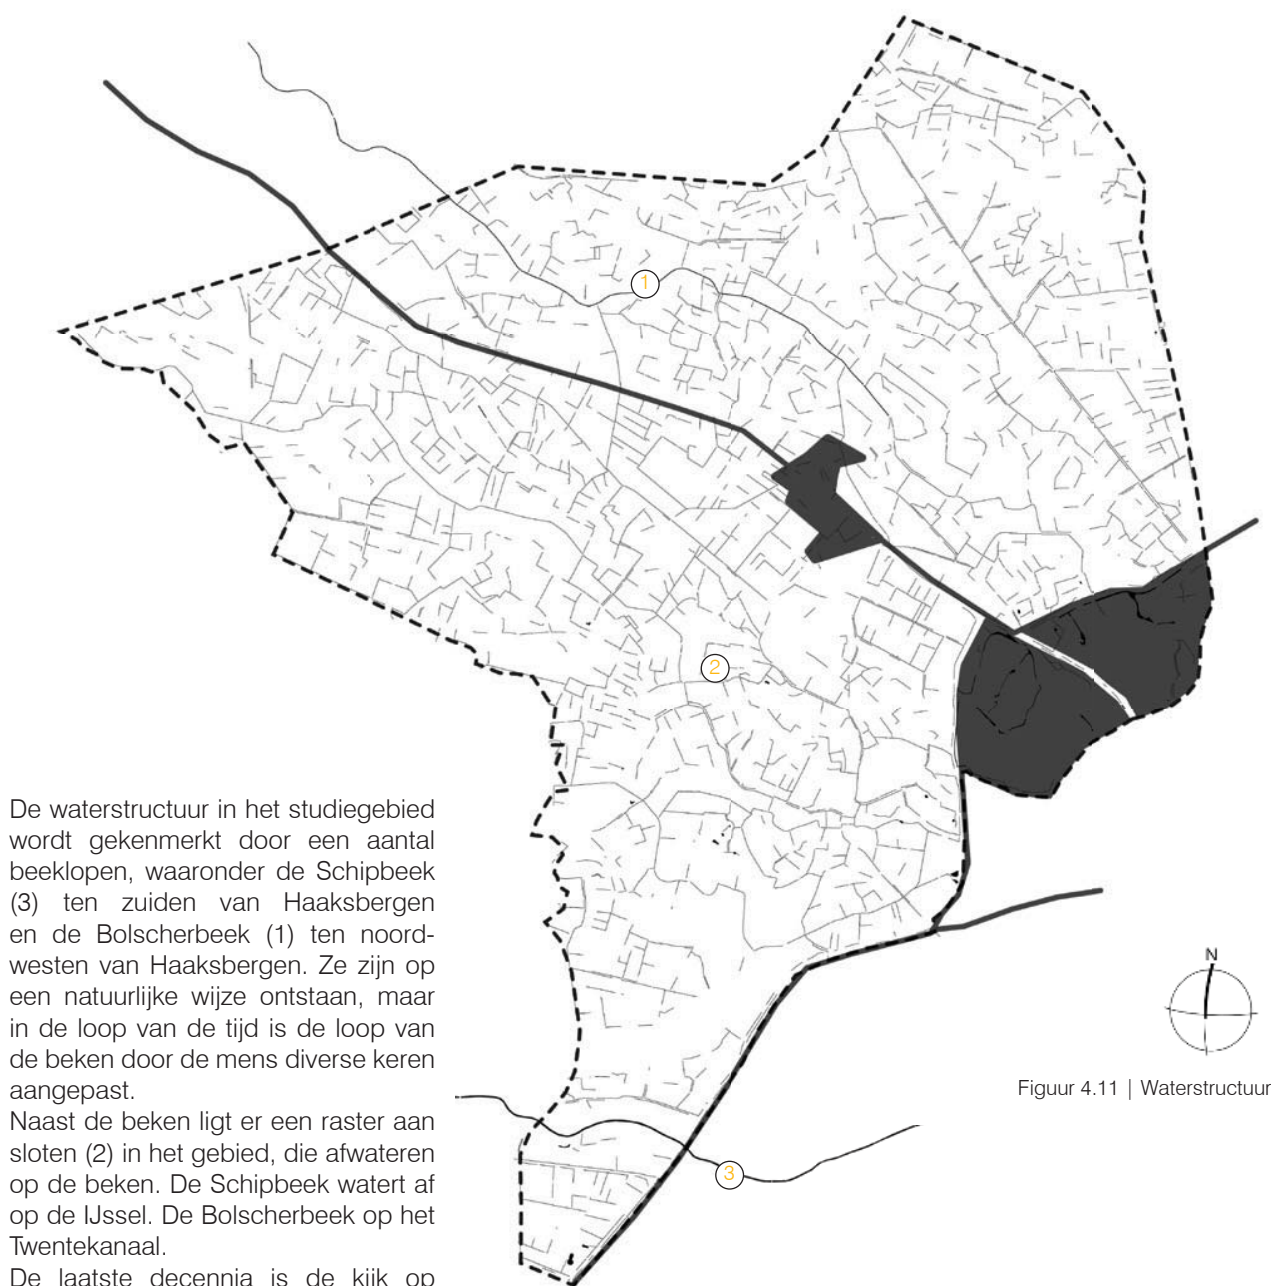 1
2
De waterstructuur in het studiegebied
wordt gekenmerkt door een aantal
beeklopen, waaronder de Schipbeek
(3) ten zuiden van Haaksbergen
en de Bolscherbeek (1) ten noord-
westen van Haaksbergen. Ze zijn op
een natuurlijke wijze ontstaan, maar
in de loop van de tijd is de loop van
de beken door de mens diverse keren
aangepast.
Naast de beken ligt er een raster aan
sloten (2) in het gebied, die afwateren
op de beken. De Schipbeek watert af
op de IJssel. De Bolscherbeek op het
Twentekanaal.
De laatste decennia is de kijk op
N
Figuur 4.11 | Waterstructuur
3